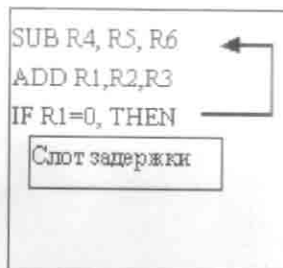 SUB R4, R5, R6
ADD R1,R2,R3
IF R1=0, THEN
Слот задержки